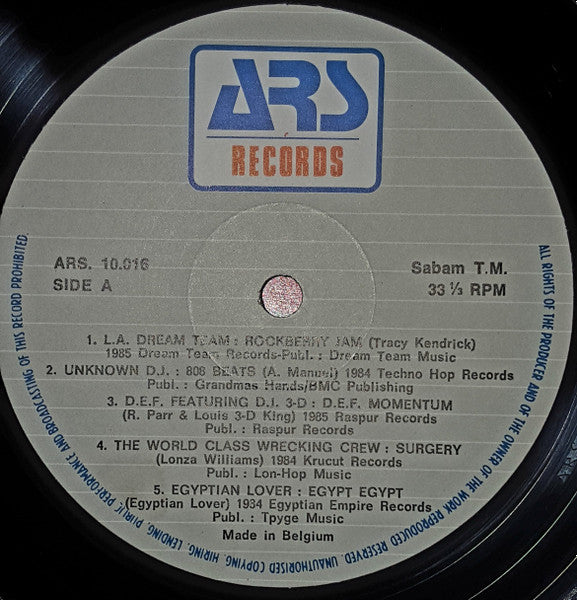 ARS
RECORDS
ARS. 10.016
SIDE A
Sabam T.M.
33 ⅓ RPM
1. L.A. DREAM TEAM : ROCKBERRY JAM (Tracy Kendrick)
1985 Dream Team Records-Publ. : Dream Team Music
2. UNKNOWN D.J. : 808 BEATS (A. Manuel) 1984 Techno Hop Records
Publ. : Grandmas Hands/BMC Publishing
3. D.E.F. FEATURING D.J. 3-D : D.E.F. MOMENTUM
(R. Parr & Louis 3-D King) 1985 Raspur Records
Publ. : Raspur Records
4. THE WORLD CLASS WRECKING CREW : SURGERY
(Lonza Williams) 1984 Krucut Records
Publ. : Lon-Hop Music
5. EGYPTIAN LOVER : EGYPT EGYPT
(Egyptian Lover) 1934 Egyptian Empire Records
Publ. : Tpyge Music
Made in Belgium
ALL RIGHTS OF THE PRODUCER AND OF THE OWNER OF THE WORK REPRODUCED RESERVED. UNAUTHORISED COPYING, HIRING, LENDING, PUBLIC PERFORMANCE AND BROADCASTING OF THIS RECORD PROHIBITED.